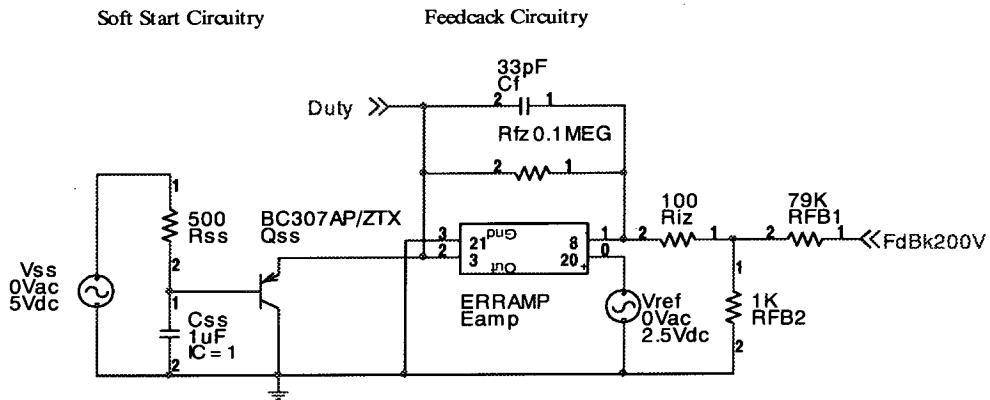 Soft Start Circuitry
Feedcack Circuitry
33pF
Cf
2 1
Duty
Rfz 0.1MEG
2 1
1
500
Rss
2
BC307AP/ZTX
Qss
Vss
0Vac
5Vdc
1
Css
1uF
IC = 1
2
3 21 Gnd 8 1
2 3 Out 20 + 0
ERRAMP
Eamp
100
Riz
2 1
79K
RFB1
2 1
FdBk200V
Vref
0Vac
2.5Vdc
1
1K
RFB2
2